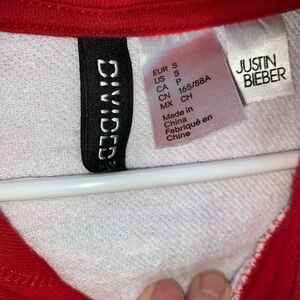 DIVIDED
EUR S
US S
CA P
CN 165/88A
MX CH
Made in
China
Fabriqué en
Chine
JUSTIN
BIEBER